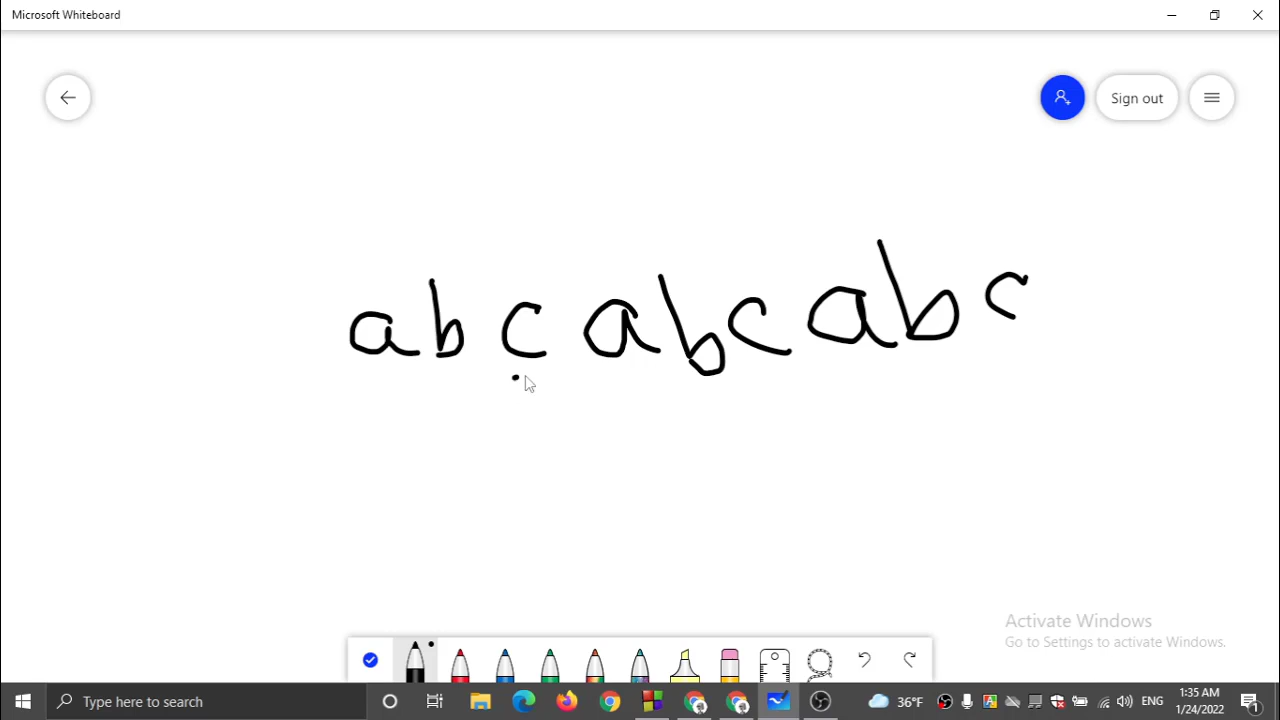 Microsoft Whiteboard
Sign out
a b c a b c a b c
Activate Windows
Go to Settings to activate Windows.
Type here to search
36°F
ENG
1:35 AM
1/24/2022
1